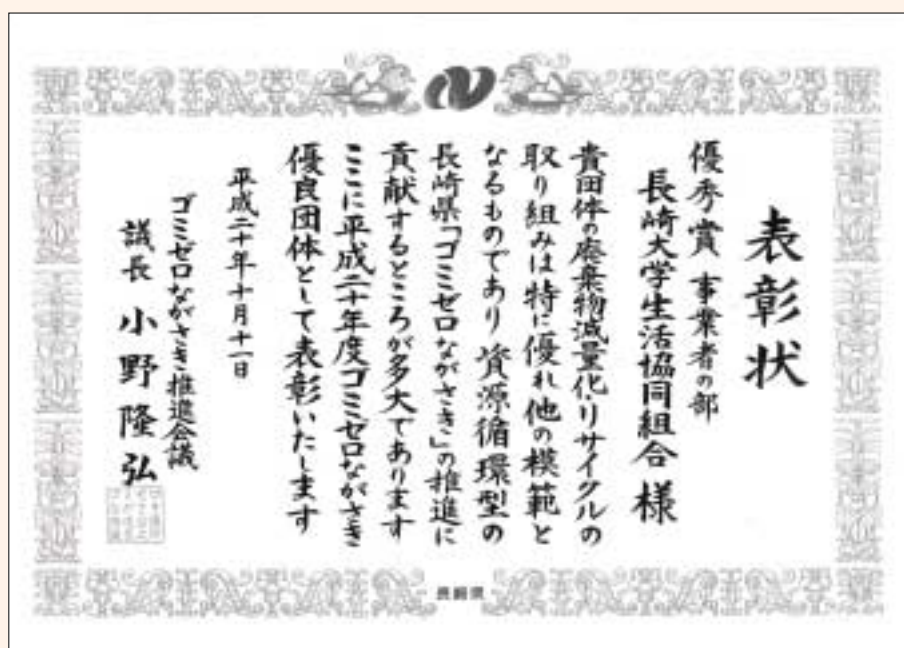 表彰状
優秀賞 事業者の部
長崎大学生活協同組合 様
貴団体の廃棄物減量化・リサイクルの
取り組みは特に優れ他の模範と
なるものであり 資源循環型の
長崎県「ゴミゼロながさき」の推進に
貢献するところが多大であります
ここに平成二十年度ゴミゼロながさき
優良団体として表彰いたします
平成二十年十月十一日
ゴミゼロながさき推進会議
議長 小野隆弘
長崎県